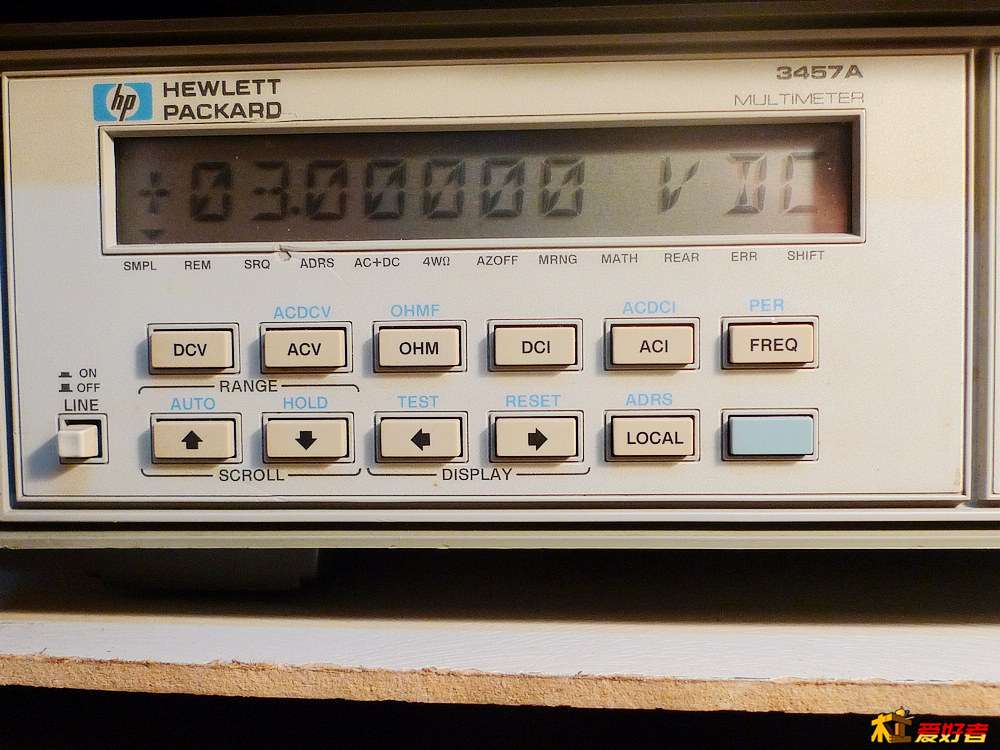 hp HEWLETT
PACKARD
3457A
MULTIMETER
+03.00000 V DC
SMPL REM SRQ ADRS AC+DC 4WΩ AZOFF MRNG MATH REAR ERR SHIFT
ACDCV OHMF ACDCI PER
DCV ACV OHM DCI ACI FREQ
ON
OFF
RANGE
LINE AUTO HOLD TEST RESET ADRS
LOCAL
SCROLL DISPLAY
爱好者